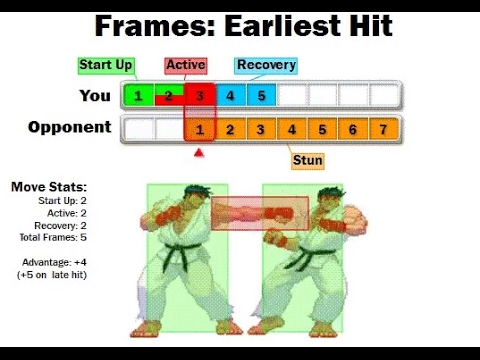 Frames: Earliest Hit
Start Up
Active
Recovery
You
1 2 3 4 5
Opponent
1 2 3 4 5 6 7
Stun
Move Stats:
Start Up: 2
Active: 2
Recovery: 2
Total Frames: 5
Advantage: +4
(+5 on late hit)